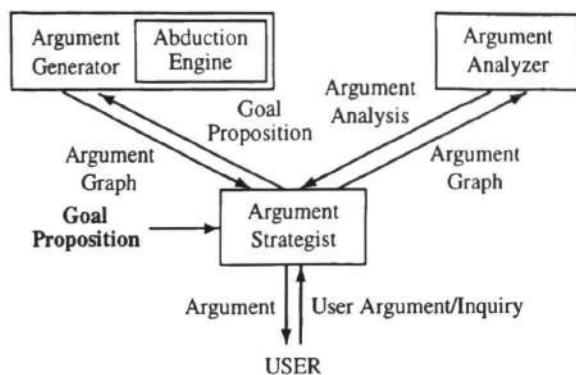 Argument
Generator
Abduction
Engine
Argument
Analyzer
Goal
Proposition
Argument
Analysis
Argument
Graph
Argument
Graph
Goal
Proposition
Argument
Strategist
Argument
User Argument/Inquiry
USER